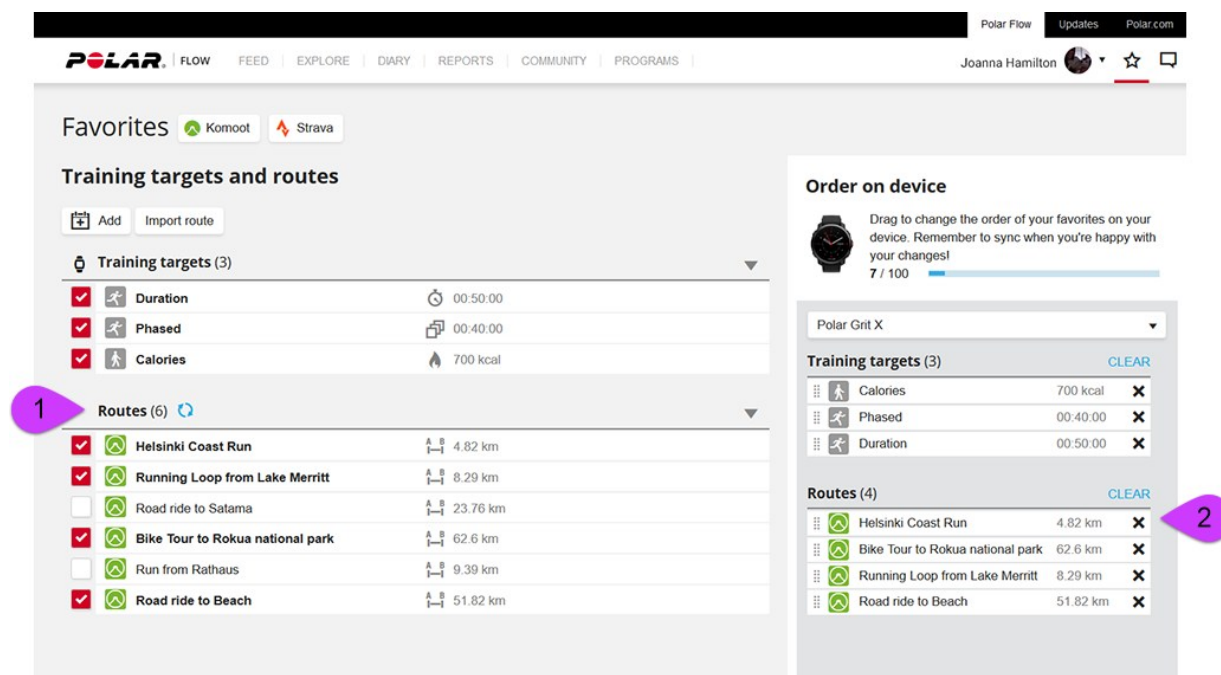 Polar Flow Updates Polar.com
POLAR. FLOW FEED EXPLORE DIARY REPORTS COMMUNITY PROGRAMS Joanna Hamilton
Favorites Komoot Strava
Training targets and routes
Add Import route
Training targets (3)
Duration 00:50:00
Phased 00:40:00
Calories 700 kcal
1
Routes (6)
Helsinki Coast Run A B 4.82 km
Running Loop from Lake Merritt A B 8.29 km
Road ride to Satama A B 23.76 km
Bike Tour to Rokua national park A B 62.6 km
Run from Rathaus A B 9.39 km
Road ride to Beach A B 51.82 km
Order on device
Drag to change the order of your favorites on your
device. Remember to sync when you're happy with
your changes!
7 / 100
Polar Grit X
Training targets (3) CLEAR
Calories 700 kcal
Phased 00:40:00
Duration 00:50:00
Routes (4) CLEAR
Helsinki Coast Run 4.82 km
2
Bike Tour to Rokua national park 62.6 km
Running Loop from Lake Merritt 8.29 km
Road ride to Beach 51.82 km